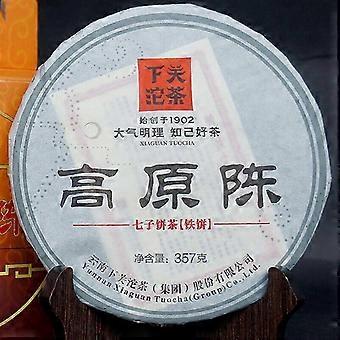 下关
沱茶
始创于1902
大气明理 知己好茶
XIAGUAN TUOCHA
高原陈
七子饼茶【铁饼】
净含量: 357克
云南下关沱茶（集团）股份有限公司
Yunnan Xiaguan Tuocha(Group)Co.,Ltd.